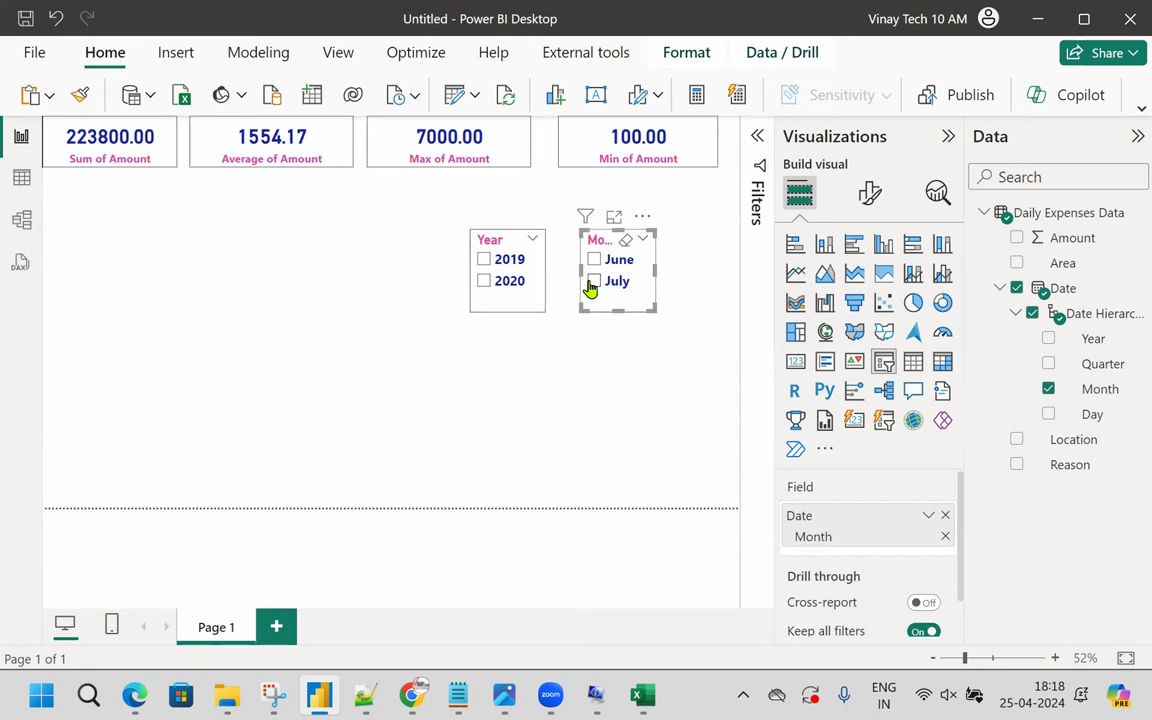 Untitled - Power BI Desktop
Vinay Tech 10 AM
File
Home
Insert
Modeling
View
Optimize
Help
External tools
Format
Data / Drill
Share
Sensitivity
Publish
Copilot
223800.00
Sum of Amount
1554.17
Average of Amount
7000.00
Max of Amount
100.00
Min of Amount
Year
2019
2020
Mo...
June
July
Filters
Visualizations
Build visual
123
R
Py
123
Field
Date
Month
Drill through
Cross-report
Off
Keep all filters
On
Data
Search
Daily Expenses Data
Amount
Area
Date
Date Hierarc...
Year
Quarter
Month
Day
Location
Reason
DAX
Page 1
Page 1 of 1
52%
zoom
ENG
IN
18:18
25-04-2024
PRE